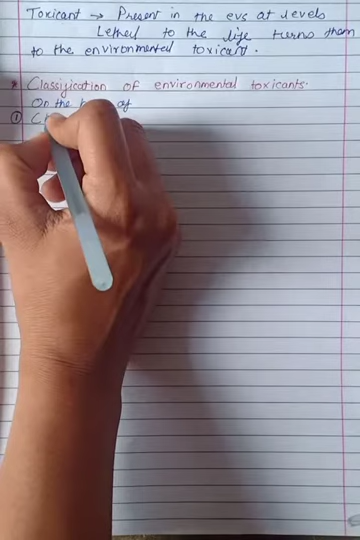 Toxicant → Present in the evs at levels
Lethel to the life turns them
to the environmental toxicant.
* Classification of environmental toxicants.
On the of
① C